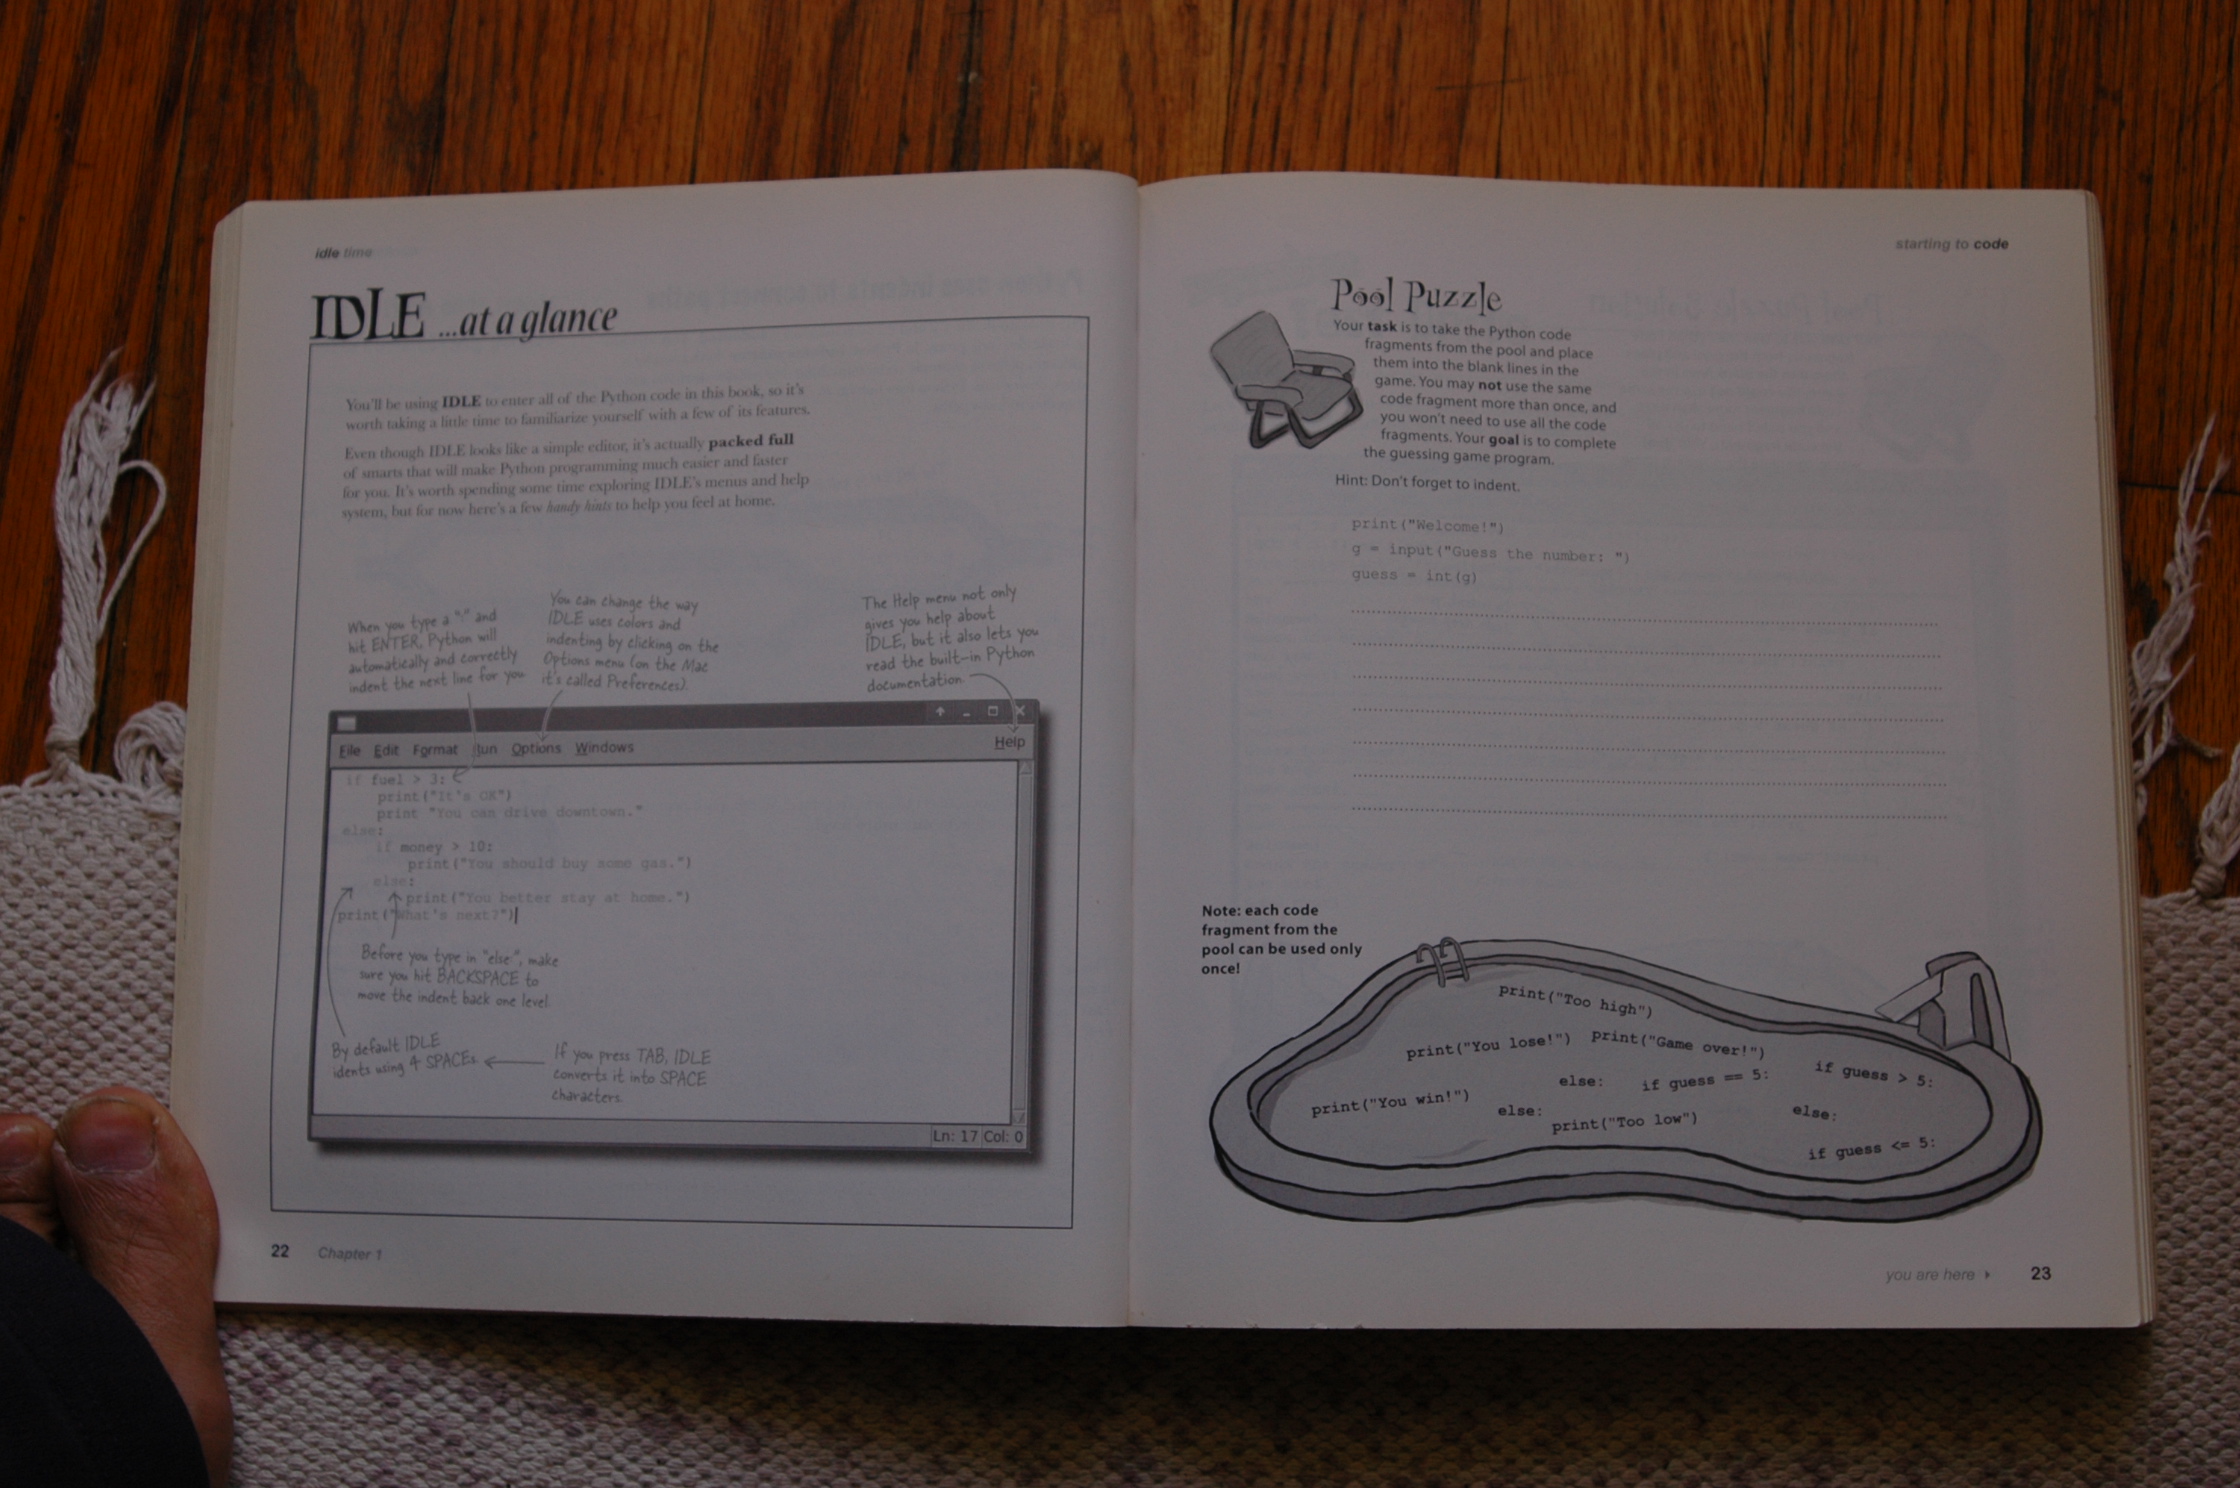 idle time
IDLE ...at a glance
You'll be using IDLE to enter all of the Python code in this book, so it's
worth taking a little time to familiarize yourself with a few of its features.
Even though IDLE looks like a simple editor, it's actually packed full
of smarts that will make Python programming much easier and faster
for you. It's worth spending some time exploring IDLE's menus and help
system, but for now here's a few handy hints to help you feel at home.
When you type a ":" and
hit ENTER, Python will
automatically and correctly
indent the next line for you
You can change the way
IDLE uses colors and
indenting by clicking on the
Options menu (on the Mac
it's called Preferences).
The Help menu not only
gives you help about
IDLE, but it also lets you
read the built-in Python
documentation.
File Edit Format Run Options Windows Help
if fuel > 3:
print("It's OK")
print "You can drive downtown."
else:
if money > 10:
print("You should buy some gas.")
else:
print("You better stay at home.")
print("What's next?")
Before you type in "else", make
sure you hit BACKSPACE to
move the indent back one level
By default IDLE
idents using 4 SPACEs
If you press TAB, IDLE
converts it into SPACE
characters.
Ln: 17 Col: 0
22 Chapter 1
starting to code
Pool Puzzle
Your task is to take the Python code
fragments from the pool and place
them into the blank lines in the
game. You may not use the same
code fragment more than once, and
you won't need to use all the code
fragments. Your goal is to complete
the guessing game program.
Hint: Don't forget to indent.
print("Welcome!")
g = input("Guess the number: ")
guess = int(g)
Note: each code
fragment from the
pool can be used only
once!
print("Too high")
print("You lose!") print("Game over!")
if guess > 5:
else: if guess == 5:
print("You win!") else:
print("Too low")
else:
if guess <= 5:
you are here ▸ 23